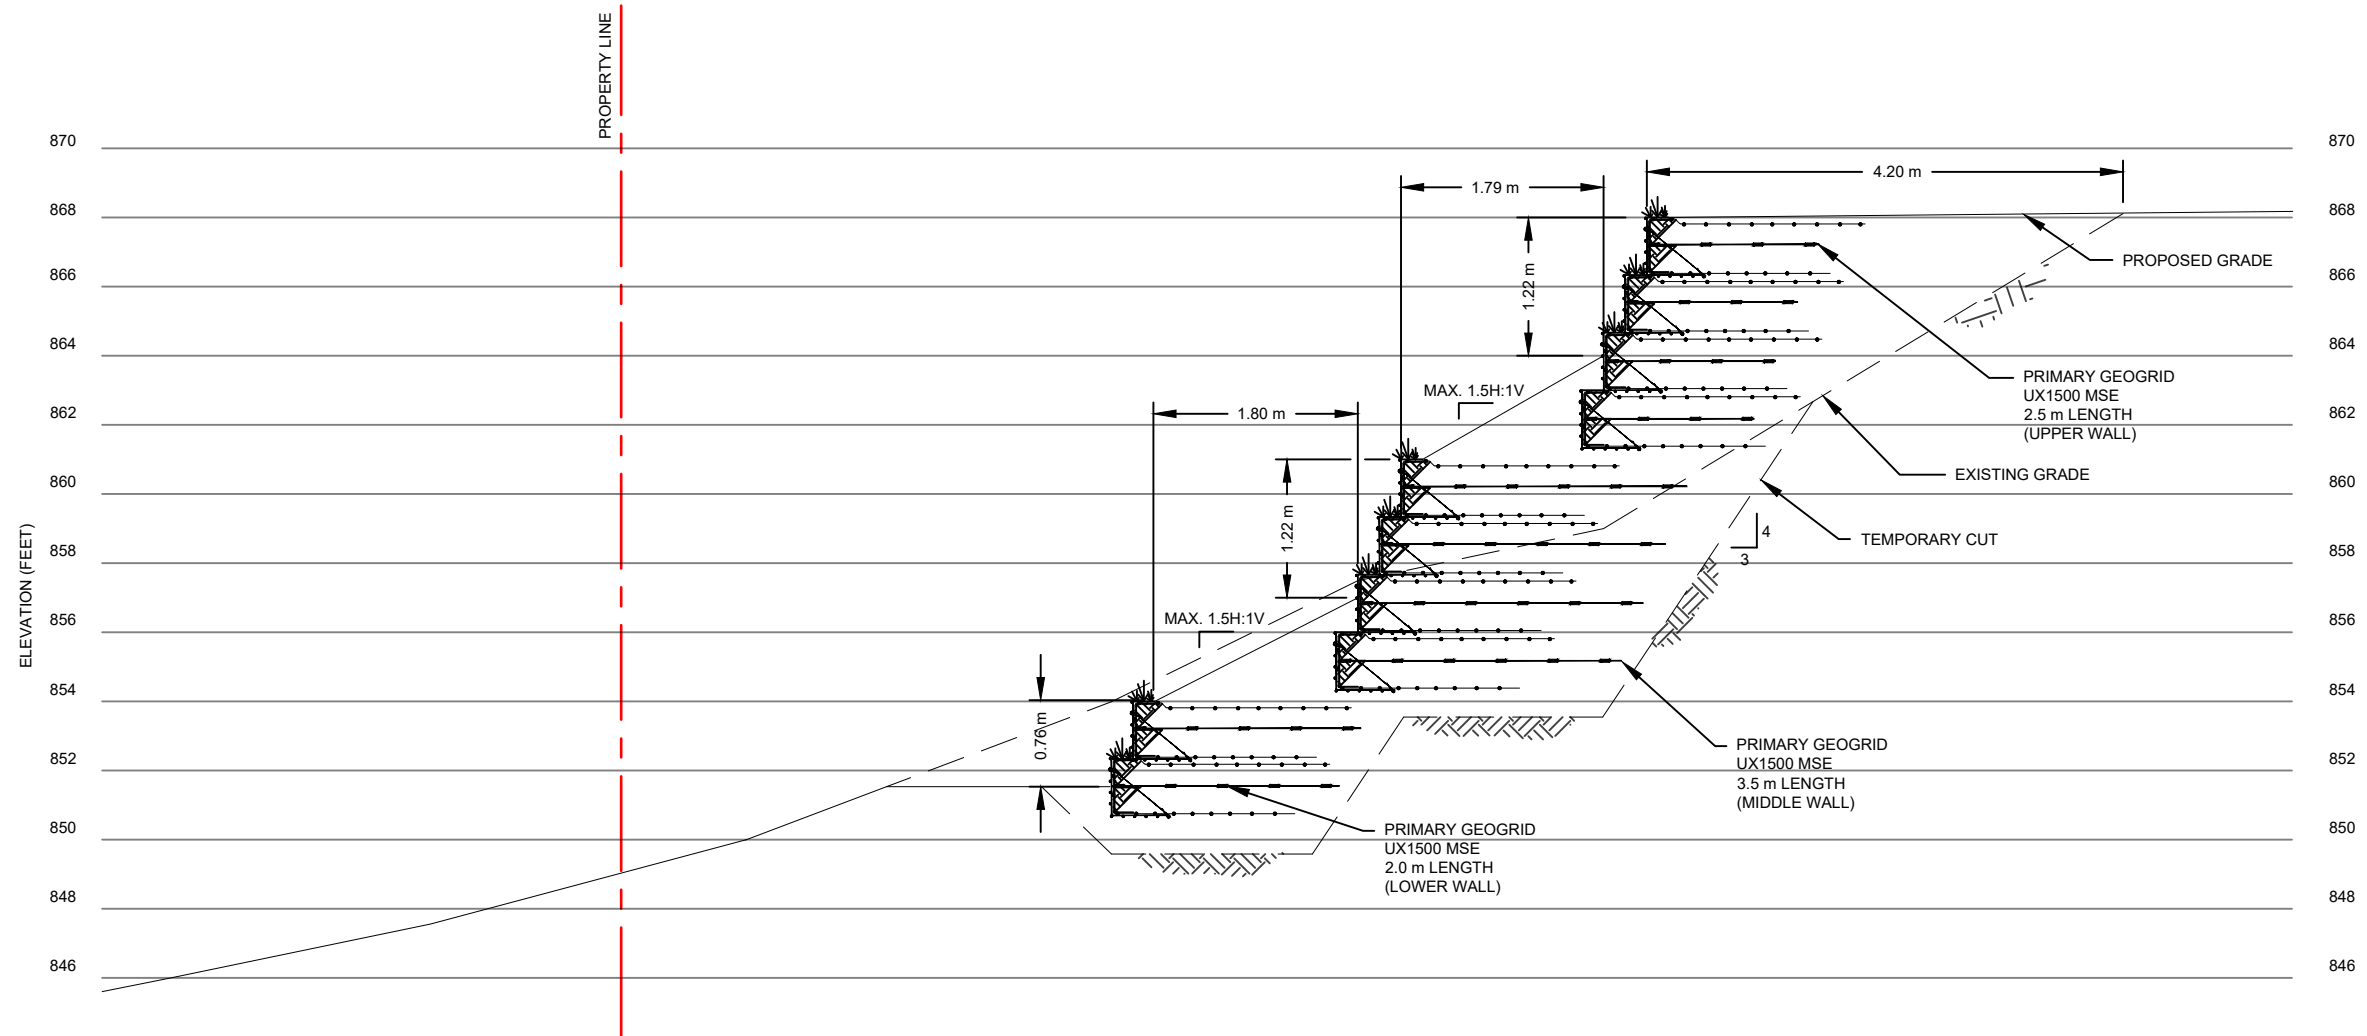 PROPERTY LINE
870
870
4.20 m
1.79 m
868
868
PROPOSED GRADE
866
866
1.22 m
864
864
PRIMARY GEOGRID
UX1500 MSE
2.5 m LENGTH
(UPPER WALL)
MAX. 1.5H:1V
862
862
1.80 m
EXISTING GRADE
860
860
1.22 m
4
3
TEMPORARY CUT
858
858
ELEVATION (FEET)
856
856
MAX. 1.5H:1V
854
854
0.76 m
PRIMARY GEOGRID
UX1500 MSE
3.5 m LENGTH
(MIDDLE WALL)
852
852
850
850
PRIMARY GEOGRID
UX1500 MSE
2.0 m LENGTH
(LOWER WALL)
848
848
846
846